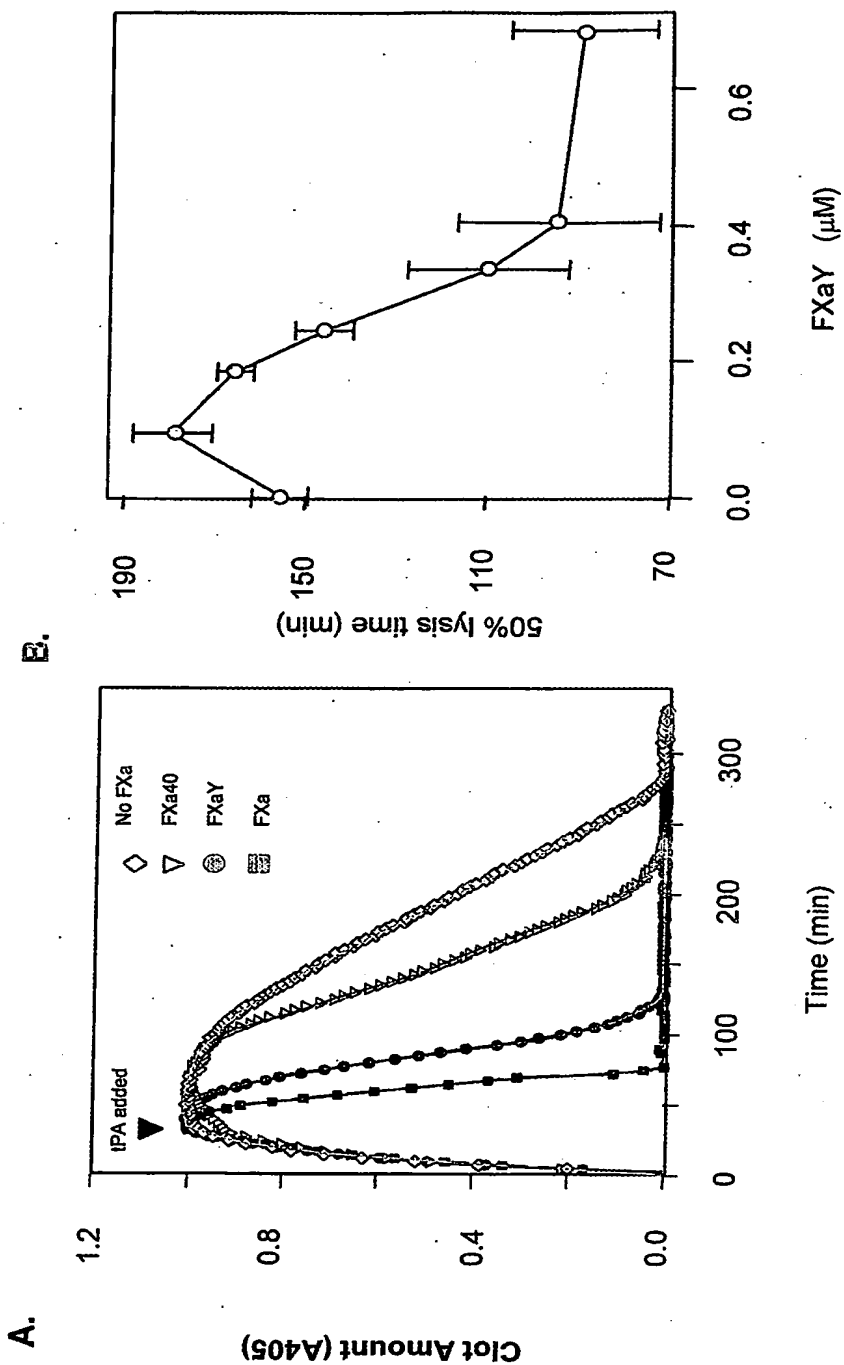 A.
Clot Amount (A405)
1.2
0.8
0.4
0.0
tPA added
No FXa
FXa40
FXaY
FXa
0
100
200
300
Time (min)
B.
50% lysis time (min)
190
150
110
70
0.0
0.2
0.4
0.6
FXaY (μM)